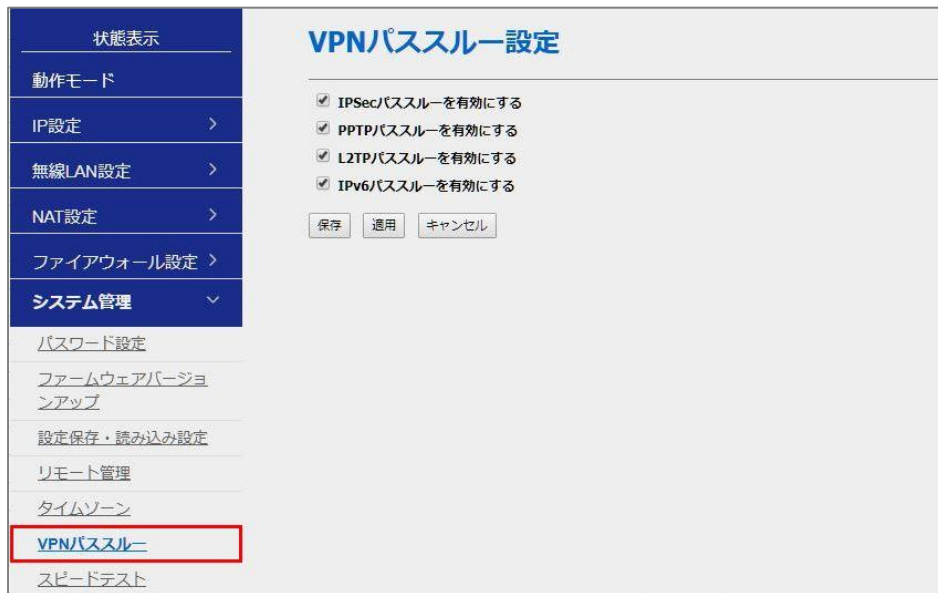 状態表示
動作モード
IP設定
無線LAN設定
NAT設定
ファイアウォール設定
システム管理
パスワード設定
ファームウェアバージョ
ンアップ
設定保存・読み込み設定
リモート管理
タイムゾーン
VPNパススルー
スピードテスト
VPNパススルー設定
IPSecパススルーを有効にする
PPTPパススルーを有効にする
L2TPパススルーを有効にする
IPv6パススルーを有効にする
保存 適用 キャンセル